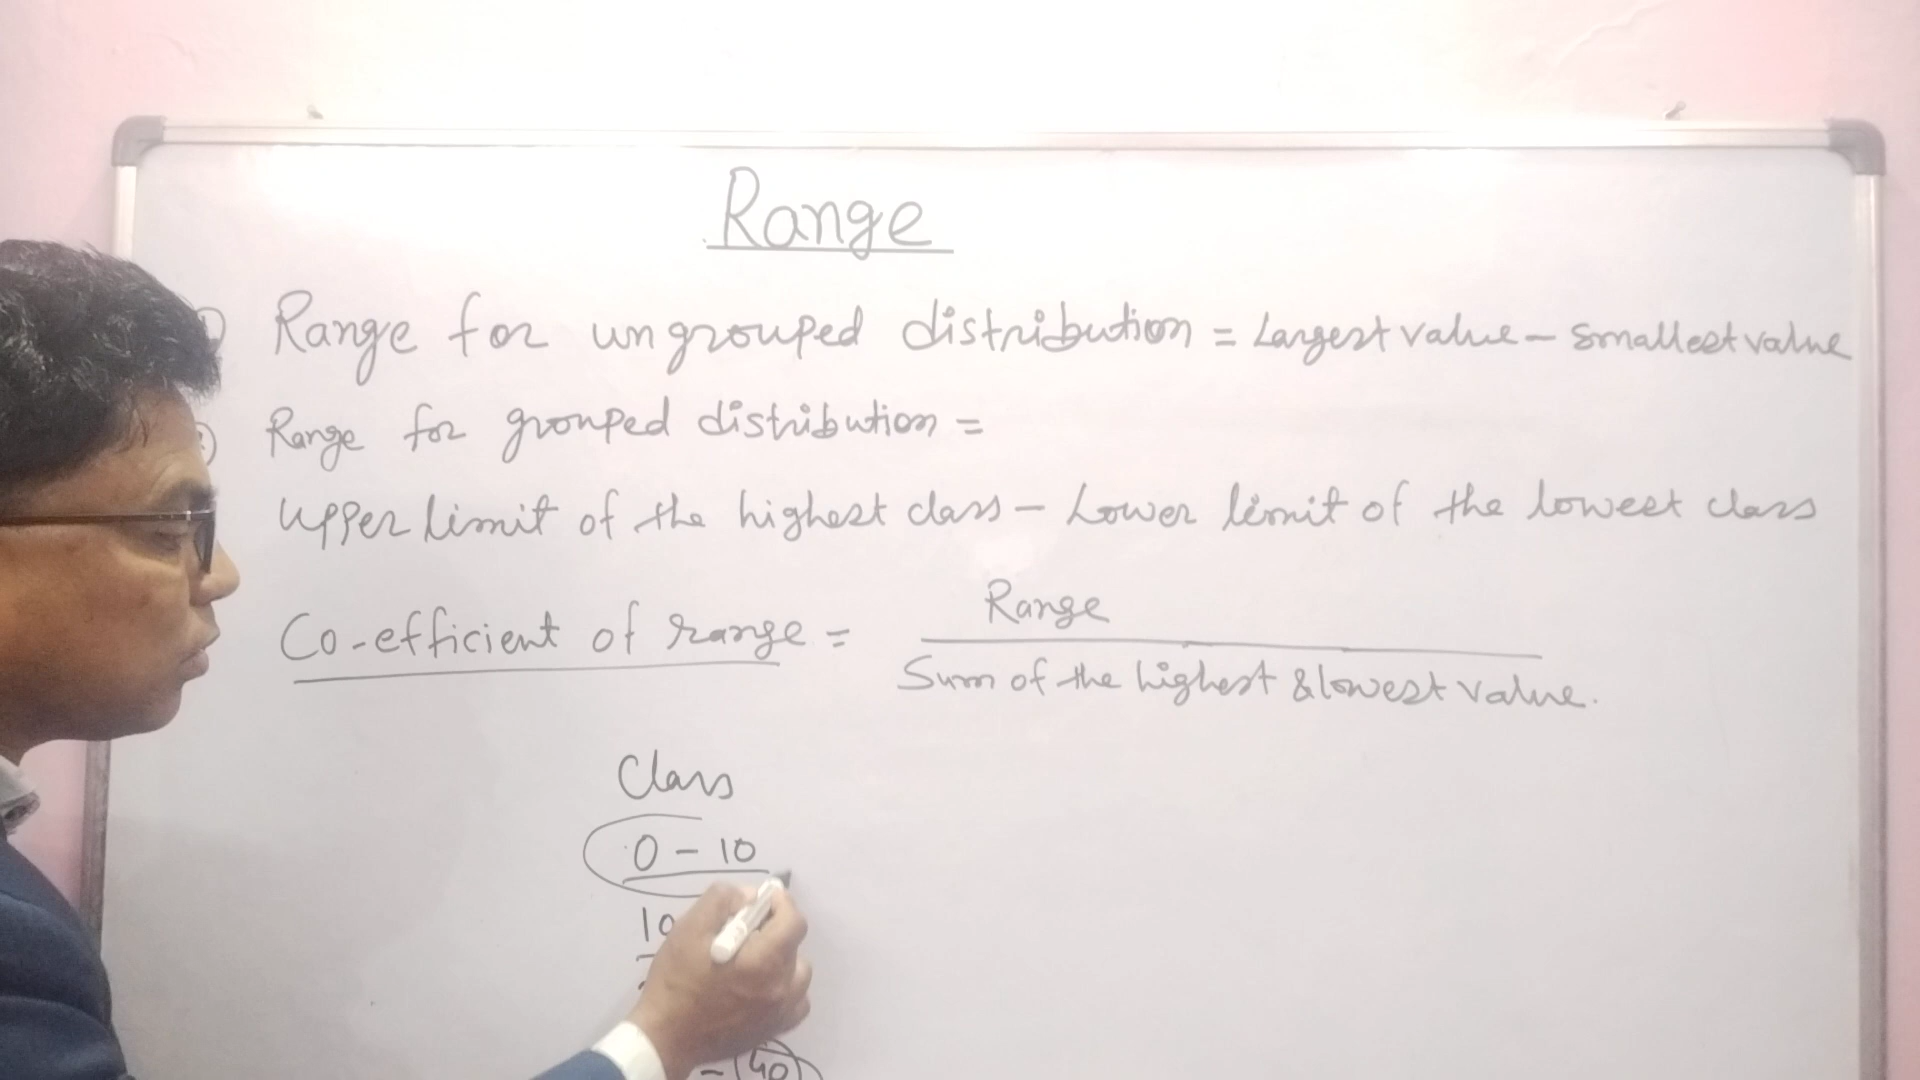 Range
Range for ungrouped distribution = Largest value - Smallest value
Range for grouped distribution =
Upper limit of the highest class - Lower limit of the lowest class
Co-efficient of range = Range
Sum of the highest & lowest value.
Class
0 - 10
10
- 40